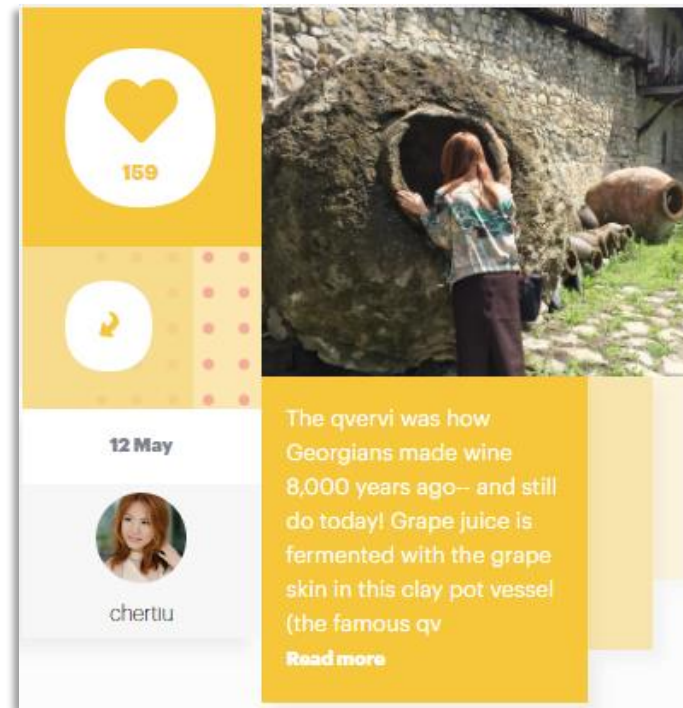 159
12 May
chertiu
The qvervi was how
Georgians made wine
8,000 years ago-- and still
do today! Grape juice is
fermented with the grape
skin in this clay pot vessel
(the famous qv
Read more